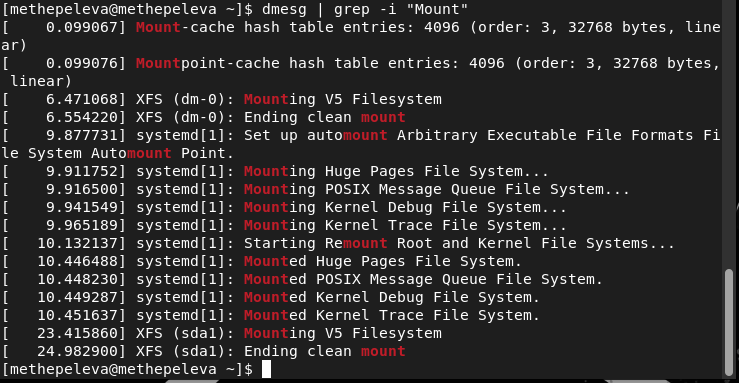 [methepeleva@methepeleva ~]$ dmesg | grep -i "Mount"
[    0.099067] Mount-cache hash table entries: 4096 (order: 3, 32768 bytes, line
ar)
[    0.099076] Mountpoint-cache hash table entries: 4096 (order: 3, 32768 bytes,
 linear)
[    6.471068] XFS (dm-0): Mounting V5 Filesystem
[    6.554220] XFS (dm-0): Ending clean mount
[    9.877731] systemd[1]: Set up automount Arbitrary Executable File Formats Fi
le System Automount Point.
[    9.911752] systemd[1]: Mounting Huge Pages File System...
[    9.916500] systemd[1]: Mounting POSIX Message Queue File System...
[    9.941549] systemd[1]: Mounting Kernel Debug File System...
[    9.965189] systemd[1]: Mounting Kernel Trace File System...
[   10.132137] systemd[1]: Starting Remount Root and Kernel File Systems...
[   10.446488] systemd[1]: Mounted Huge Pages File System.
[   10.448230] systemd[1]: Mounted POSIX Message Queue File System.
[   10.449287] systemd[1]: Mounted Kernel Debug File System.
[   10.451637] systemd[1]: Mounted Kernel Trace File System.
[   23.415860] XFS (sda1): Mounting V5 Filesystem
[   24.982900] XFS (sda1): Ending clean mount
[methepeleva@methepeleva ~]$